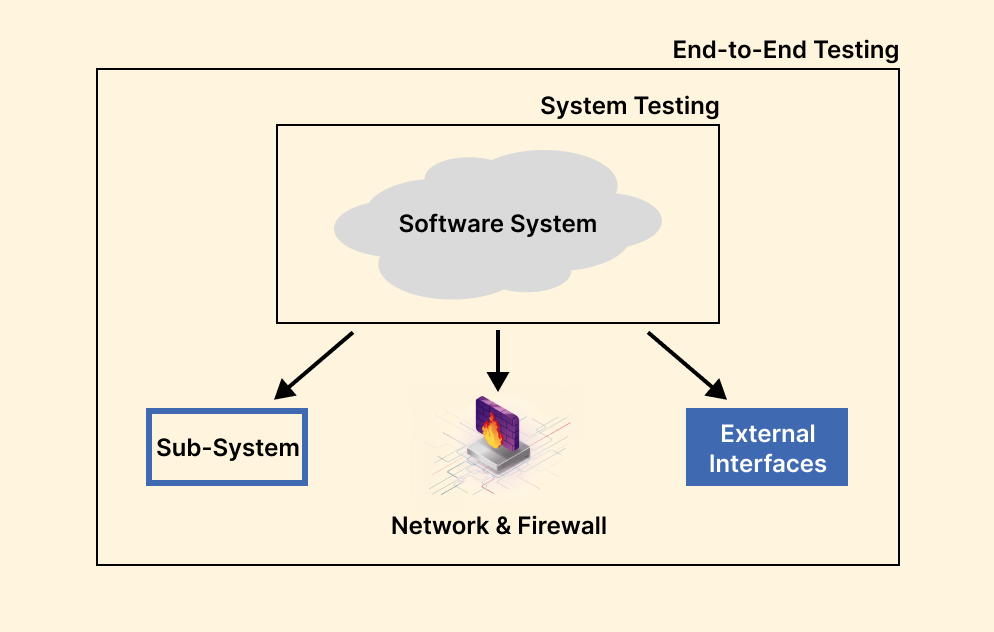 End-to-End Testing
System Testing
Software System
Sub-System
External
Interfaces
Network & Firewall